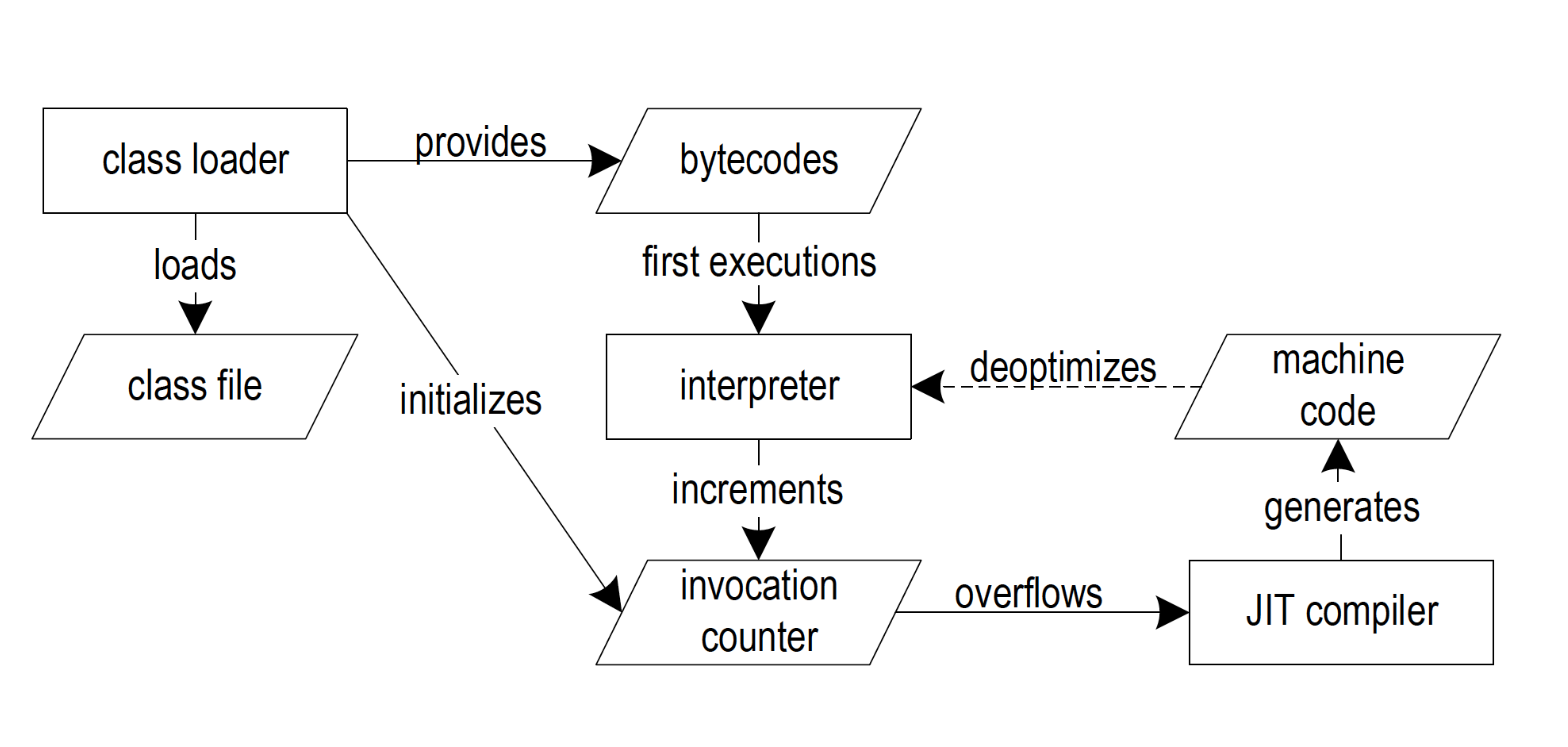 class loader
provides
bytecodes
loads
first executions
class file
initializes
interpreter
deoptimizes
machine
code
increments
generates
invocation
counter
overflows
JIT compiler